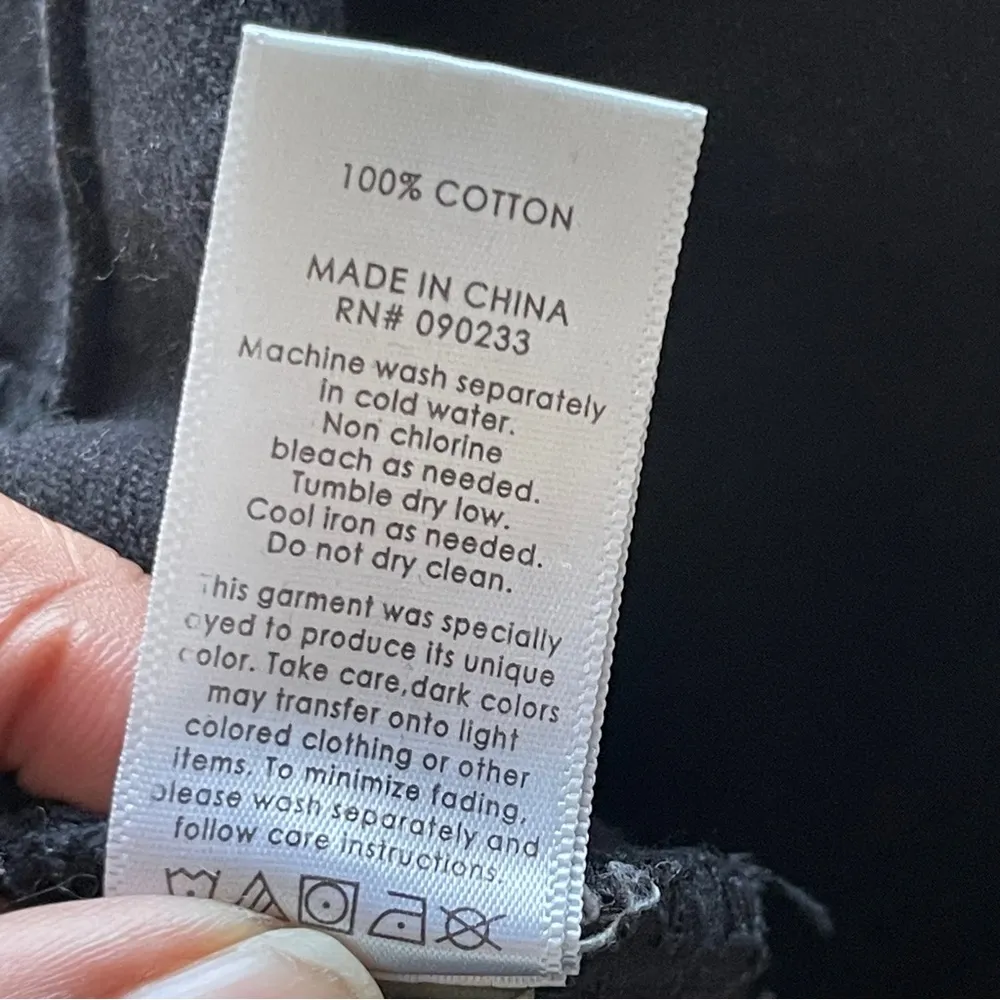 100% COTTON
MADE IN CHINA
RN# 090233
Machine wash separately
in cold water.
Non chlorine
bleach as needed.
Tumble dry low.
Cool iron as needed.
Do not dry clean.
This garment was specially
dyed to produce its unique
color. Take care,dark colors
may transfer onto light
colored clothing or other
items. To minimize fading,
please wash separately and
follow care instructions.